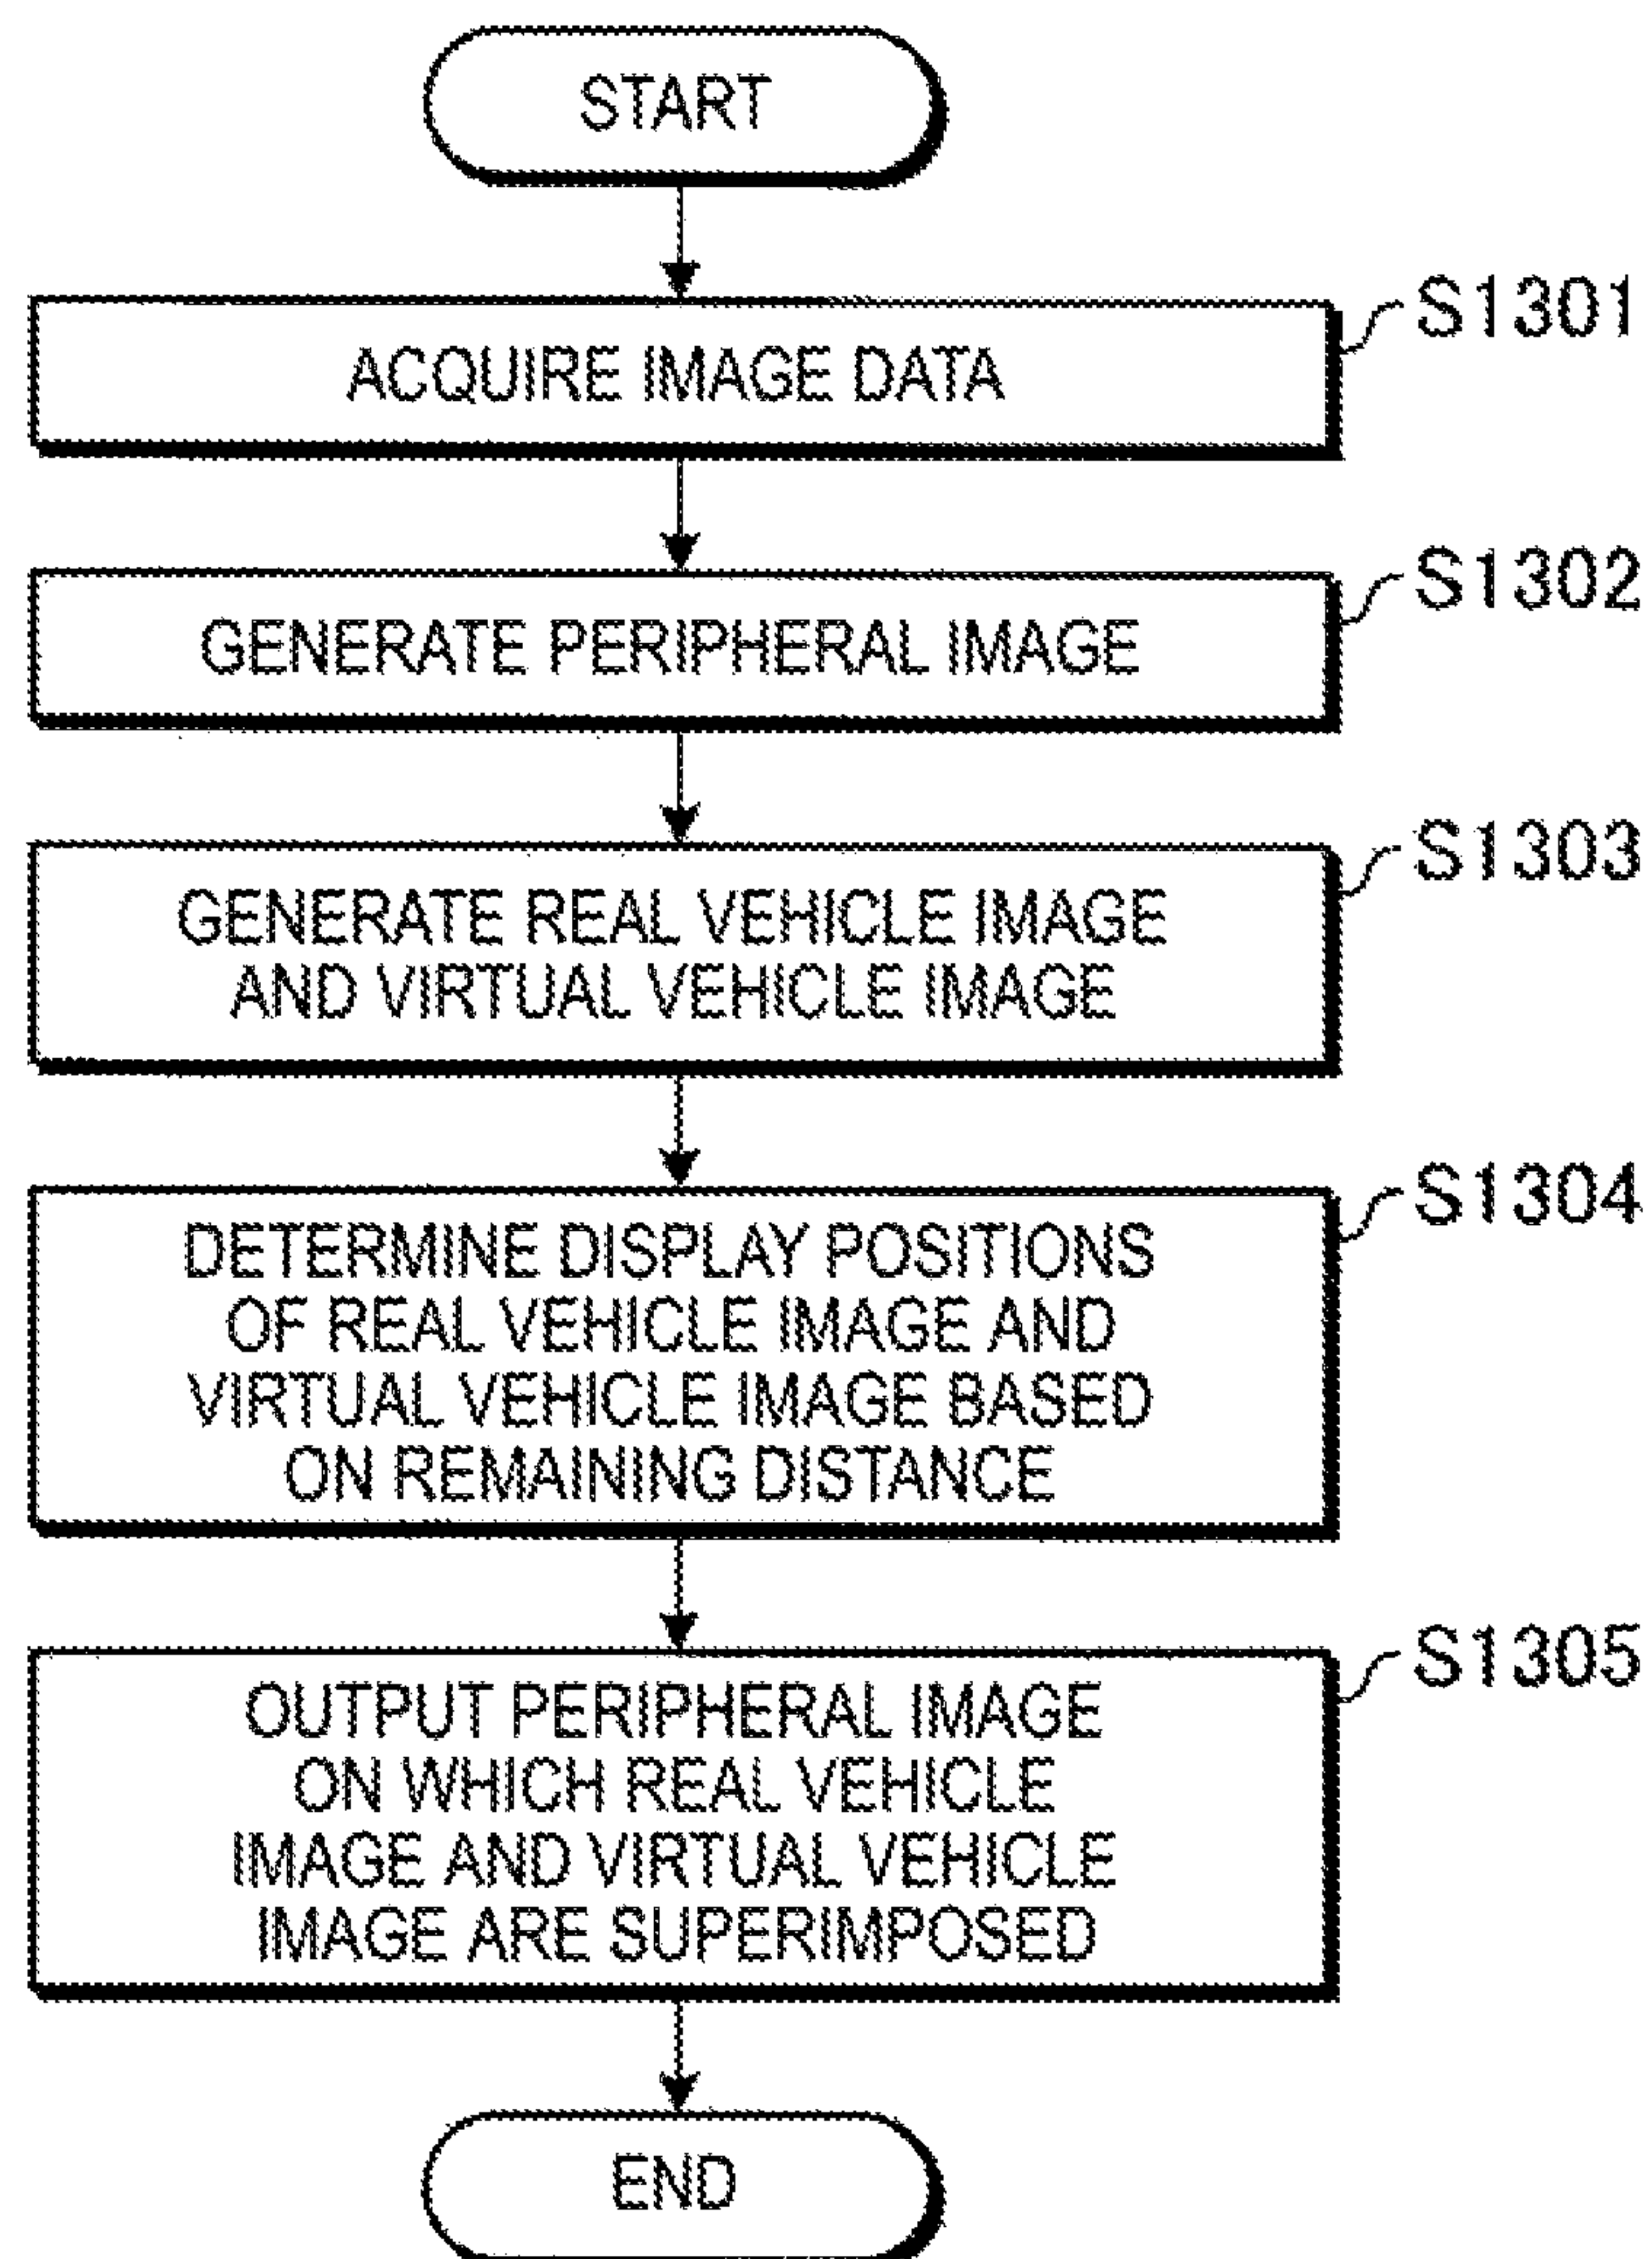 START
S1301
ACQUIRE IMAGE DATA
S1302
GENERATE PERIPHERAL IMAGE
S1303
GENERATE REAL VEHICLE IMAGE
AND VIRTUAL VEHICLE IMAGE
S1304
DETERMINE DISPLAY POSITIONS
OF REAL VEHICLE IMAGE AND
VIRTUAL VEHICLE IMAGE BASED
ON REMAINING DISTANCE
S1305
OUTPUT PERIPHERAL IMAGE
ON WHICH REAL VEHICLE
IMAGE AND VIRTUAL VEHICLE
IMAGE ARE SUPERIMPOSED
END